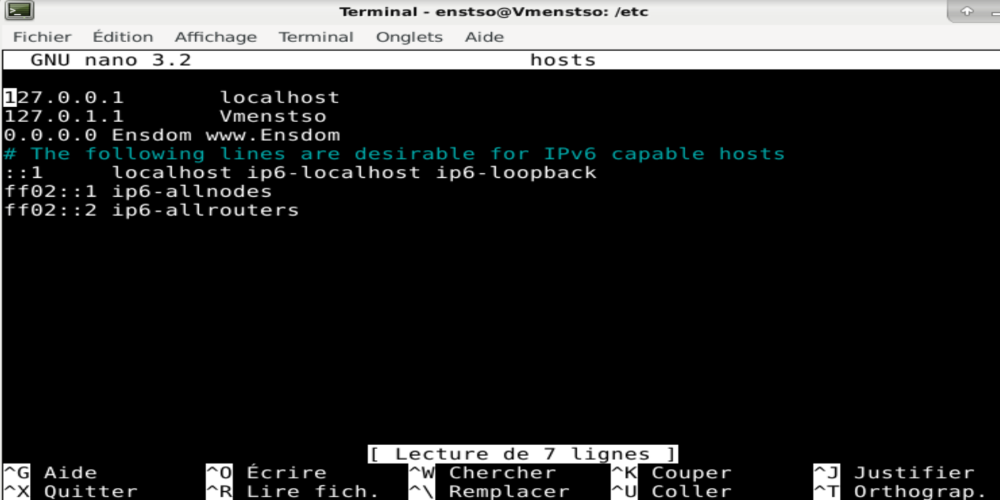 Terminal - enstso@Vmenstso: /etc
Fichier Édition Affichage Terminal Onglets Aide
GNU nano 3.2 hosts
127.0.0.1 localhost
127.0.1.1 Vmenstso
0.0.0.0 Ensdom www.Ensdom
# The following lines are desirable for IPv6 capable hosts
::1 localhost ip6-localhost ip6-loopback
ff02::1 ip6-allnodes
ff02::2 ip6-allrouters
[ Lecture de 7 lignes ]
^G Aide ^O Écrire ^W Chercher ^K Couper ^J Justifier
^X Quitter ^R Lire fich. ^\ Remplacer ^U Coller ^T Orthograp.